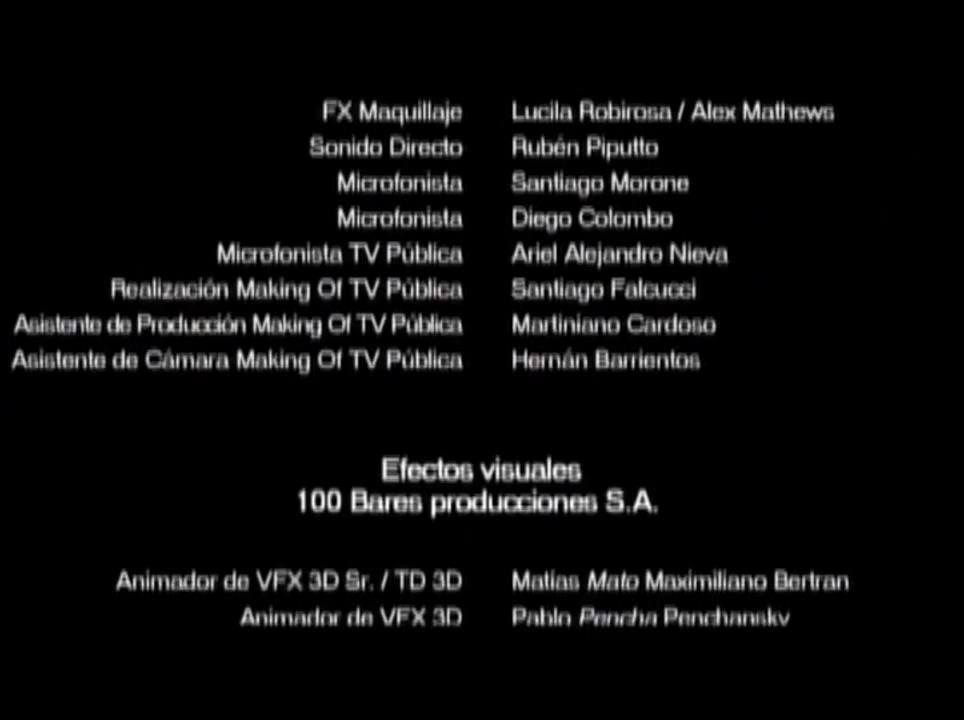 FX Maquillaje Lucila Robirosa / Alex Mathews
Sonido Directo Rubén Piputto
Microfonista Santiago Morone
Microfonista Diego Colombo
Microfonista TV Pública Ariel Alejandro Nieva
Realización Making Of TV Pública Santiago Falcucci
Asistente de Producción Making Of TV Pública Martiniano Cardoso
Asistente de Cámara Making Of TV Pública Hernán Barrientos
Efectos visuales
100 Bares producciones S.A.
Animador de VFX 3D Sr. / TD 3D Matías Mato Maximiliano Bertran
Animador de VFX 3D Pablo Pencha Penchansky